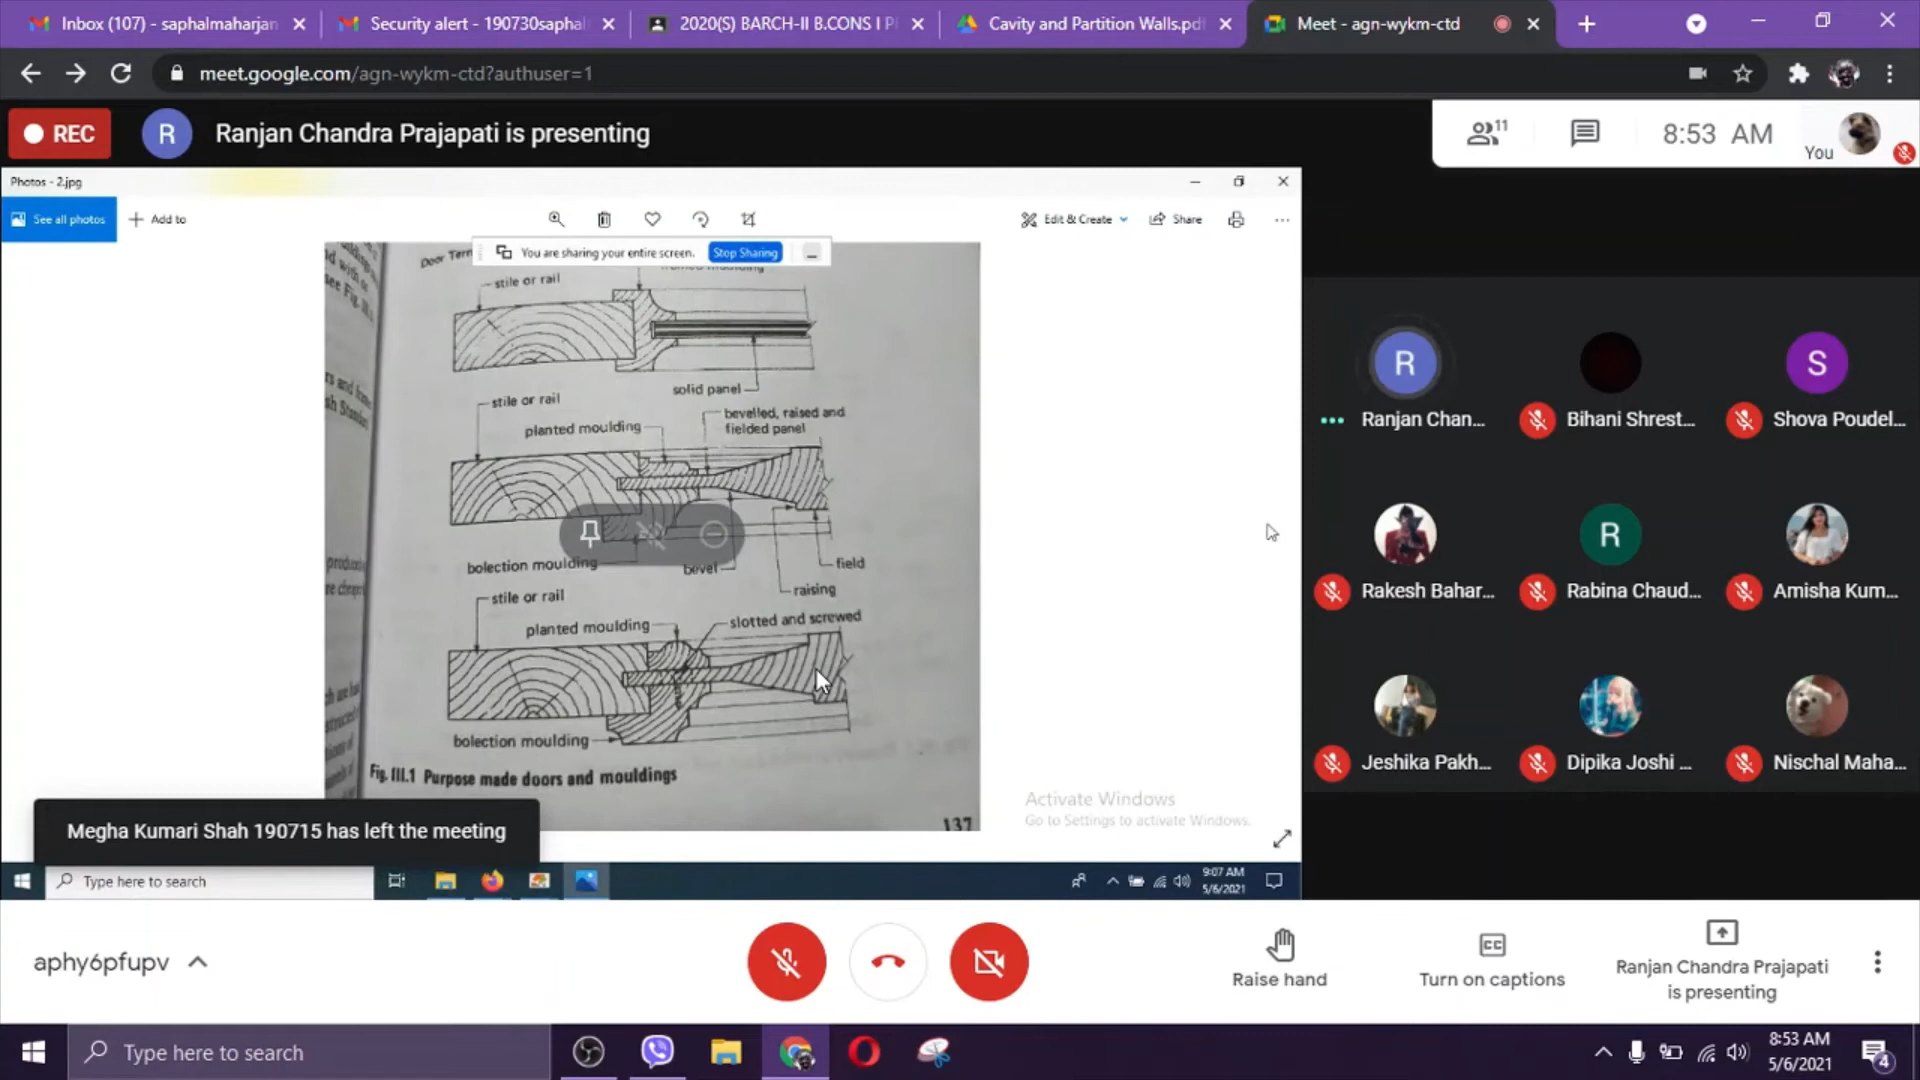 Inbox (107) - saphalmaharjan
Security alert - 190730saphal
2020(S) BARCH-II B.CONS I P
Cavity and Partition Walls.pdf
Meet - agn-wykm-ctd
meet.google.com/agn-wykm-ctd?authuser=1
REC
R
Ranjan Chandra Prajapati is presenting
11
8:53 AM
You
Photos - 2.jpg
See all photos
Add to
Edit & Create
Share
You are sharing your entire screen.
Stop Sharing
Door
stile or rail
solid panel
stile or rail
planted moulding
bevelled, raised and
fielded panel
bolection moulding
bevel
field
raising
stile or rail
planted moulding
slotted and screwed
bolection moulding
Fig. III.1 Purpose made doors and mouldings
137
Activate Windows
Go to Settings to activate Windows.
Megha Kumari Shah 190715 has left the meeting
Type here to search
9:07 AM
5/6/2021
R
S
Ranjan Chan...
Bihani Shrest...
Shova Poudel...
R
Rakesh Bahar...
Rabina Chaud...
Amisha Kum...
Jeshika Pakh...
Dipika Joshi ...
Nischal Maha...
aphy6pfupv
Raise hand
CC
Turn on captions
Ranjan Chandra Prajapati
is presenting
Type here to search
8:53 AM
5/6/2021
4